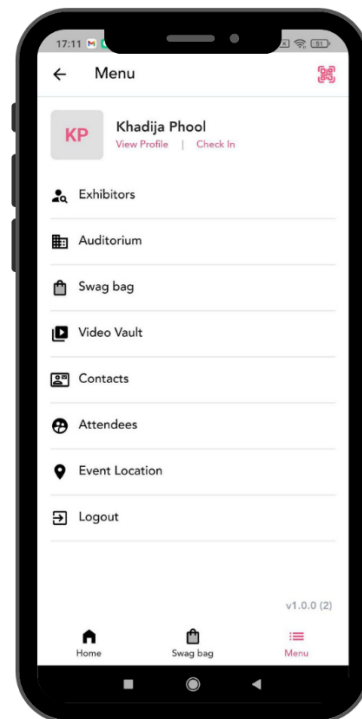 17:11
51
Menu
KP
Khadija Phool
View Profile | Check In
Exhibitors
Auditorium
Swag bag
Video Vault
Contacts
Attendees
Event Location
Logout
v1.0.0 (2)
Home Swag bag Menu